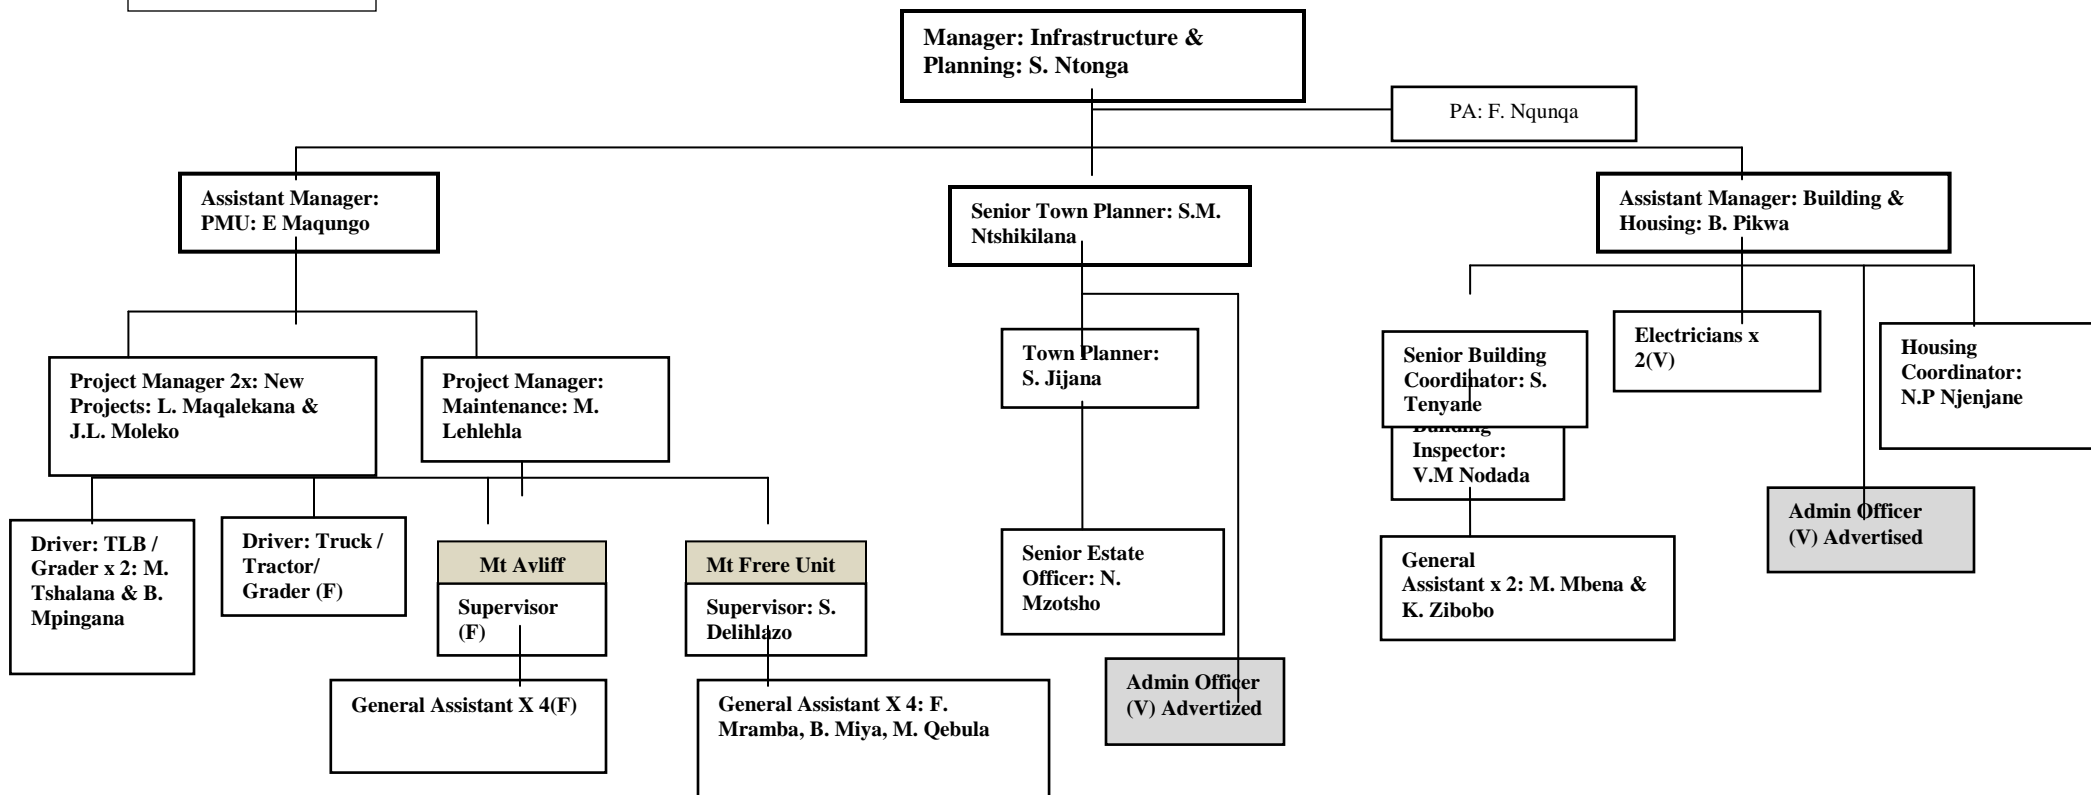 Manager: Infrastructure &
Planning: S. Ntonga
PA: F. Nqunqa
Assistant Manager:
PMU: E Maqungo
Senior Town Planner: S.M.
Ntshikilana
Assistant Manager: Building &
Housing: B. Pikwa
Project Manager 2x: New
Projects: L. Maqalekana &
J.L. Moleko
Project Manager:
Maintenance: M.
Lehlehla
Town Planner:
S. Jijana
Senior Building
Coordinator: S.
Tenyane
Electricians x
2(V)
Housing
Coordinator:
N.P Njenjane
Building
Inspector:
V.M Nodada
Driver: TLB /
Grader x 2: M.
Tshalana & B.
Mpingana
Driver: Truck /
Tractor/
Grader (F)
Mt Avliff
Supervisor
(F)
Mt Frere Unit
Supervisor: S.
Delihlazo
Senior Estate
Officer: N.
Mzotsho
General
Assistant x 2: M. Mbena &
K. Zibobo
Admin Officer
(V) Advertised
General Assistant X 4(F)
General Assistant X 4: F.
Mramba, B. Miya, M. Qebula
Admin Officer
(V) Advertized